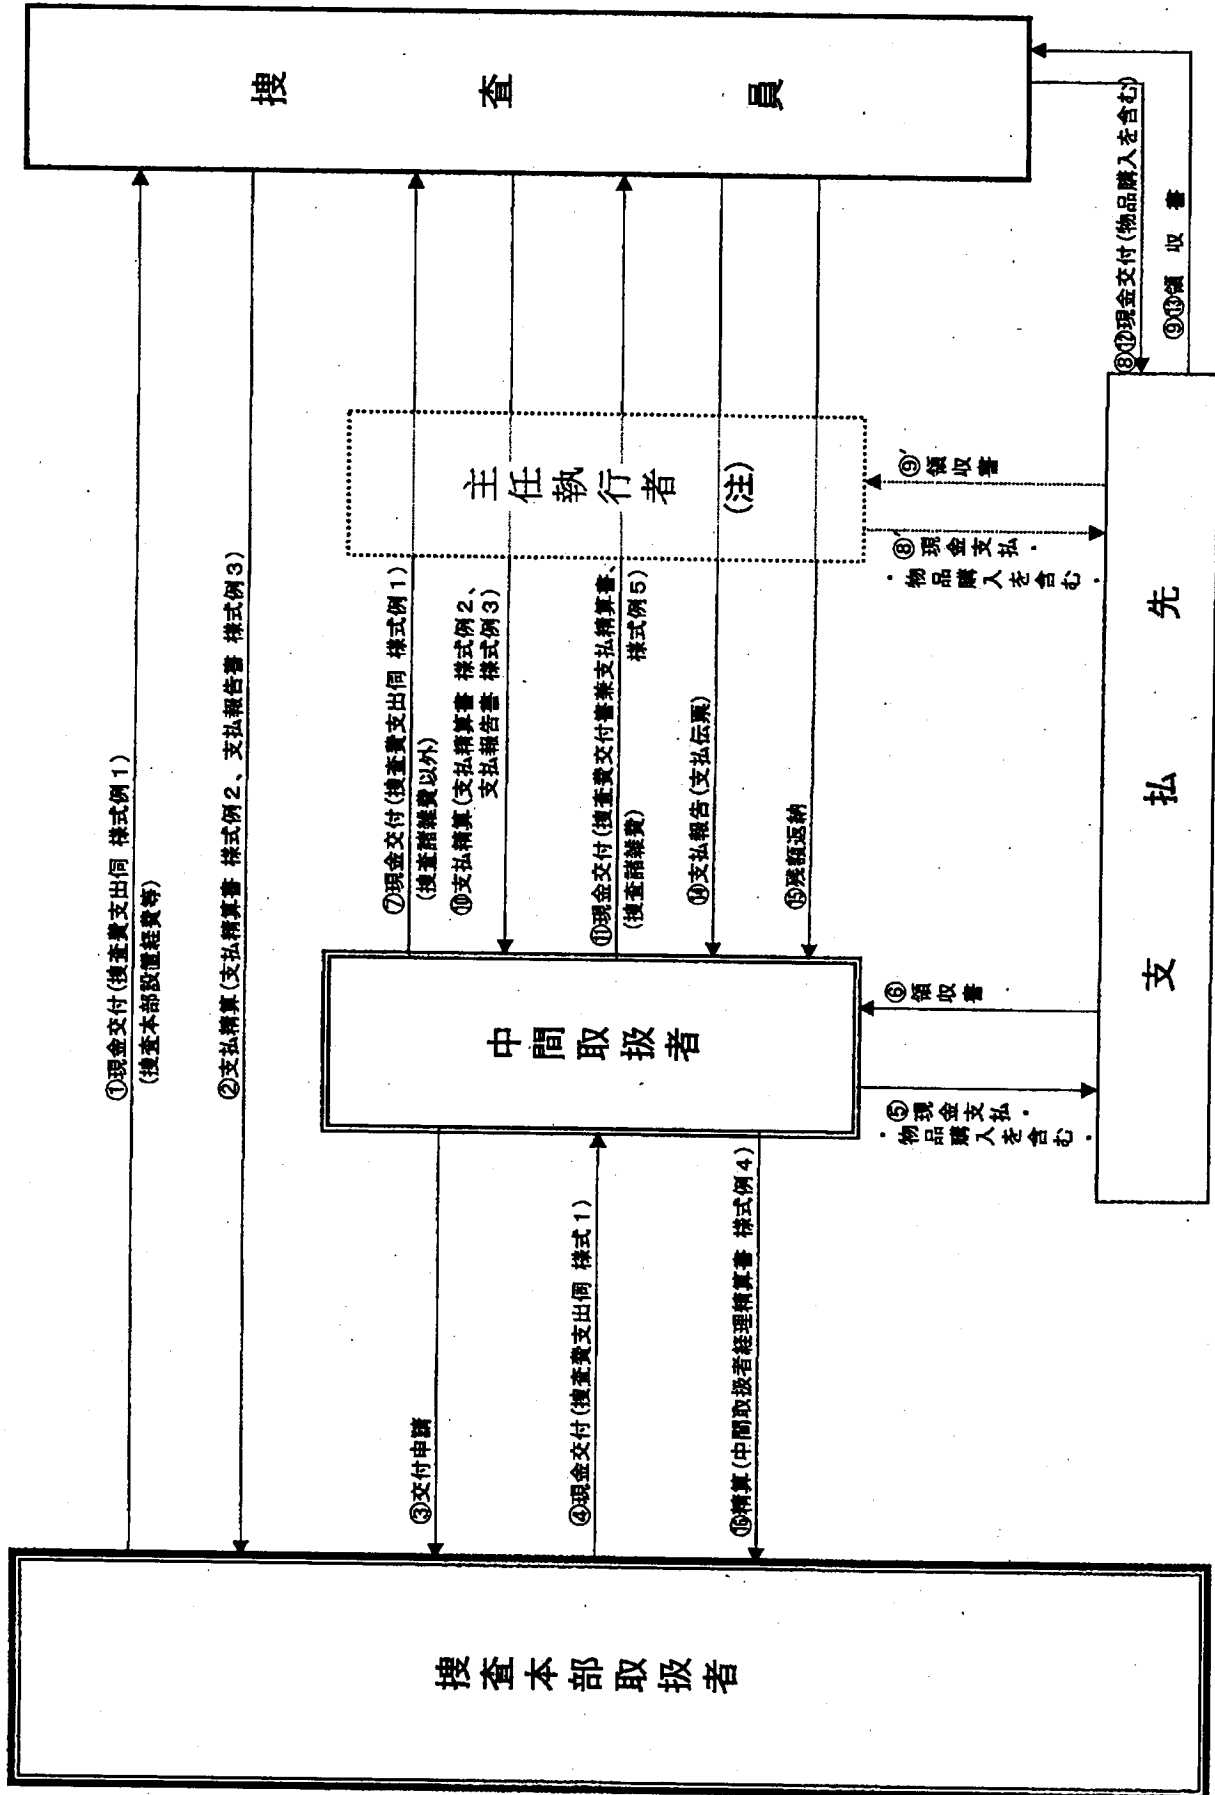 捜査員
①現金交付(捜査費支出伺 様式例1)
(捜査本部設置経費等)
②支払精算(支払精算書 様式例2、支払報告書 様式例3)
⑦現金交付(捜査費支出伺 様式例1)
(捜査諸雑費以外)
⑩支払精算(支払精算書 様式例2、
支払報告書 様式例3)
⑪現金交付(捜査費交付書兼支払精算書、
様式例5)
(捜査諸雑費)
⑭支払報告(支払伝票)
⑮残額返納
主任執行者
(注)
⑧⑫現金交付(物品購入を含む)
⑨⑬領収書
⑨′領収書
⑧′現金支払・
・物品購入を含む・
中間取扱者
⑥領収書
⑤現金支払・
・物品購入を含む・
支払先
③交付申請
④現金交付(捜査費支出伺 様式1)
⑯精算(中間取扱者経理精算書 様式例4)
捜査本部取扱者